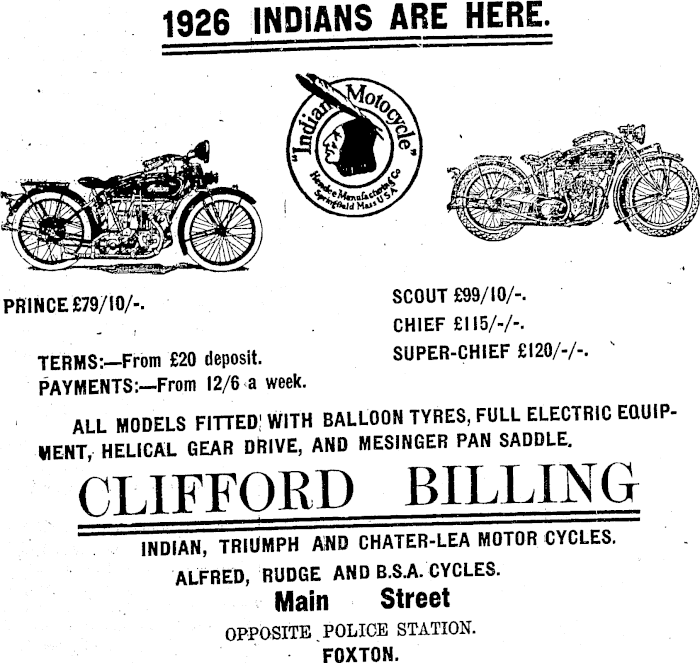 1926 INDIANS ARE HERE.
"Indian Motocycle"
Hendee Manufacturing Co
Springfield Mass USA
PRINCE £79/10/-.
SCOUT £99/10/-.
CHIEF £115/-/-.
SUPER-CHIEF £120/-/-.
TERMS:—From £20 deposit.
PAYMENTS:—From 12/6 a week.
ALL MODELS FITTED WITH BALLOON TYRES, FULL ELECTRIC EQUIP-
MENT, HELICAL GEAR DRIVE, AND MESINGER PAN SADDLE.
CLIFFORD BILLING
INDIAN, TRIUMPH AND CHATER-LEA MOTOR CYCLES.
ALFRED, RUDGE AND B.S.A. CYCLES.
Main Street
OPPOSITE POLICE STATION.
FOXTON.